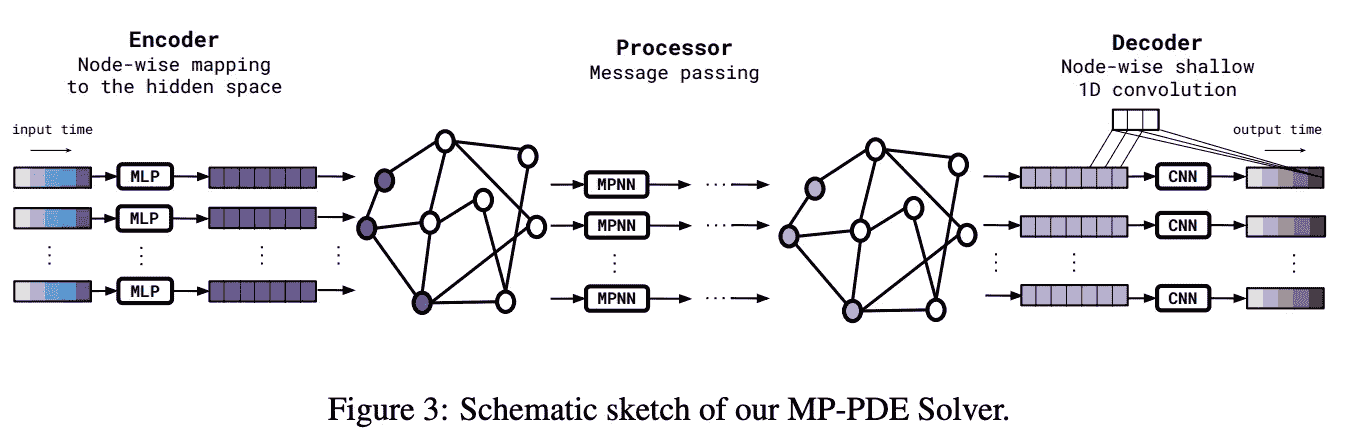 Encoder
Node-wise mapping
to the hidden space
Processor
Message passing
Decoder
Node-wise shallow
1D convolution
input time
output time
MLP
MPNN
CNN
MLP
MPNN
CNN
MLP
MPNN
CNN
Figure 3: Schematic sketch of our MP-PDE Solver.